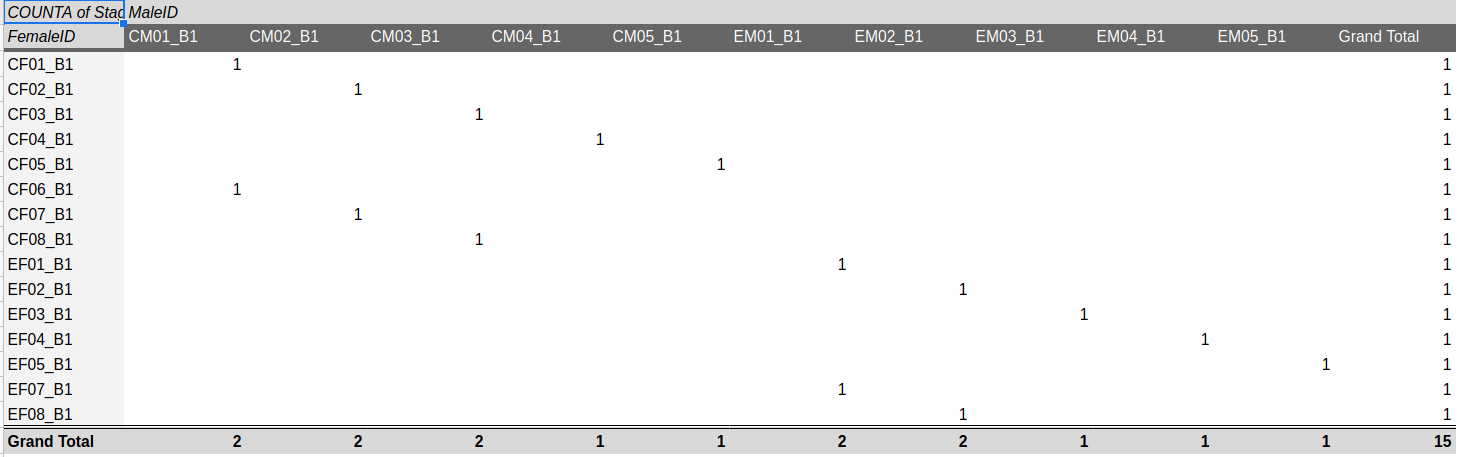 COUNTA of Stac MaleID
FemaleID CM01_B1 CM02_B1 CM03_B1 CM04_B1 CM05_B1 EM01_B1 EM02_B1 EM03_B1 EM04_B1 EM05_B1 Grand Total
CF01_B1 1 1
CF02_B1 1 1
CF03_B1 1 1
CF04_B1 1 1
CF05_B1 1 1
CF06_B1 1 1
CF07_B1 1 1
CF08_B1 1 1
EF01_B1 1 1
EF02_B1 1 1
EF03_B1 1 1
EF04_B1 1 1
EF05_B1 1 1
EF07_B1 1 1
EF08_B1 1 1
Grand Total 2 2 2 1 1 2 2 1 1 1 15